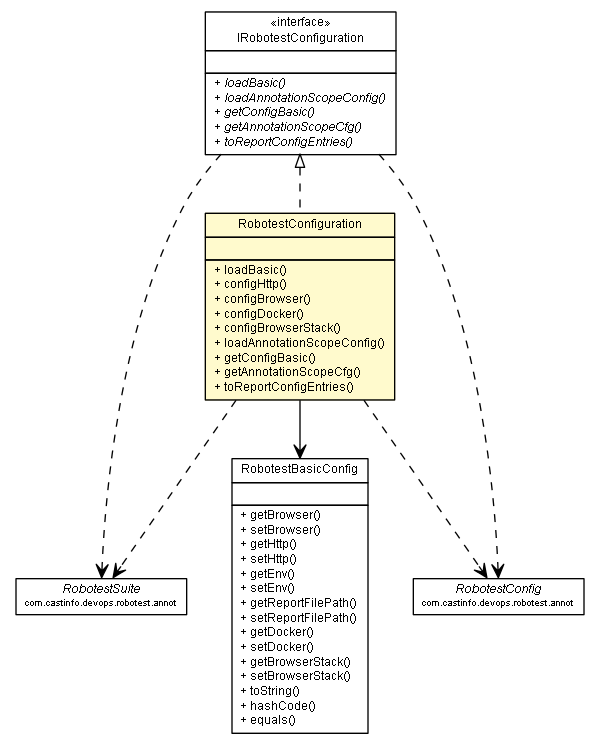 «interface»
IRobotestConfiguration
+ loadBasic()
+ loadAnnotationScopeConfig()
+ getConfigBasic()
+ getAnnotationScopeCfg()
+ toReportConfigEntries()
RobotestConfiguration
+ loadBasic()
+ configHttp()
+ configBrowser()
+ configDocker()
+ configBrowserStack()
+ loadAnnotationScopeConfig()
+ getConfigBasic()
+ getAnnotationScopeCfg()
+ toReportConfigEntries()
RobotestBasicConfig
+ getBrowser()
+ setBrowser()
+ getHttp()
+ setHttp()
+ getEnv()
+ setEnv()
+ getReportFilePath()
+ setReportFilePath()
+ getDocker()
+ setDocker()
+ getBrowserStack()
+ setBrowserStack()
+ toString()
+ hashCode()
+ equals()
RobotestSuite
com.castinfo.devops.robotest.annot
RobotestConfig
com.castinfo.devops.robotest.annot